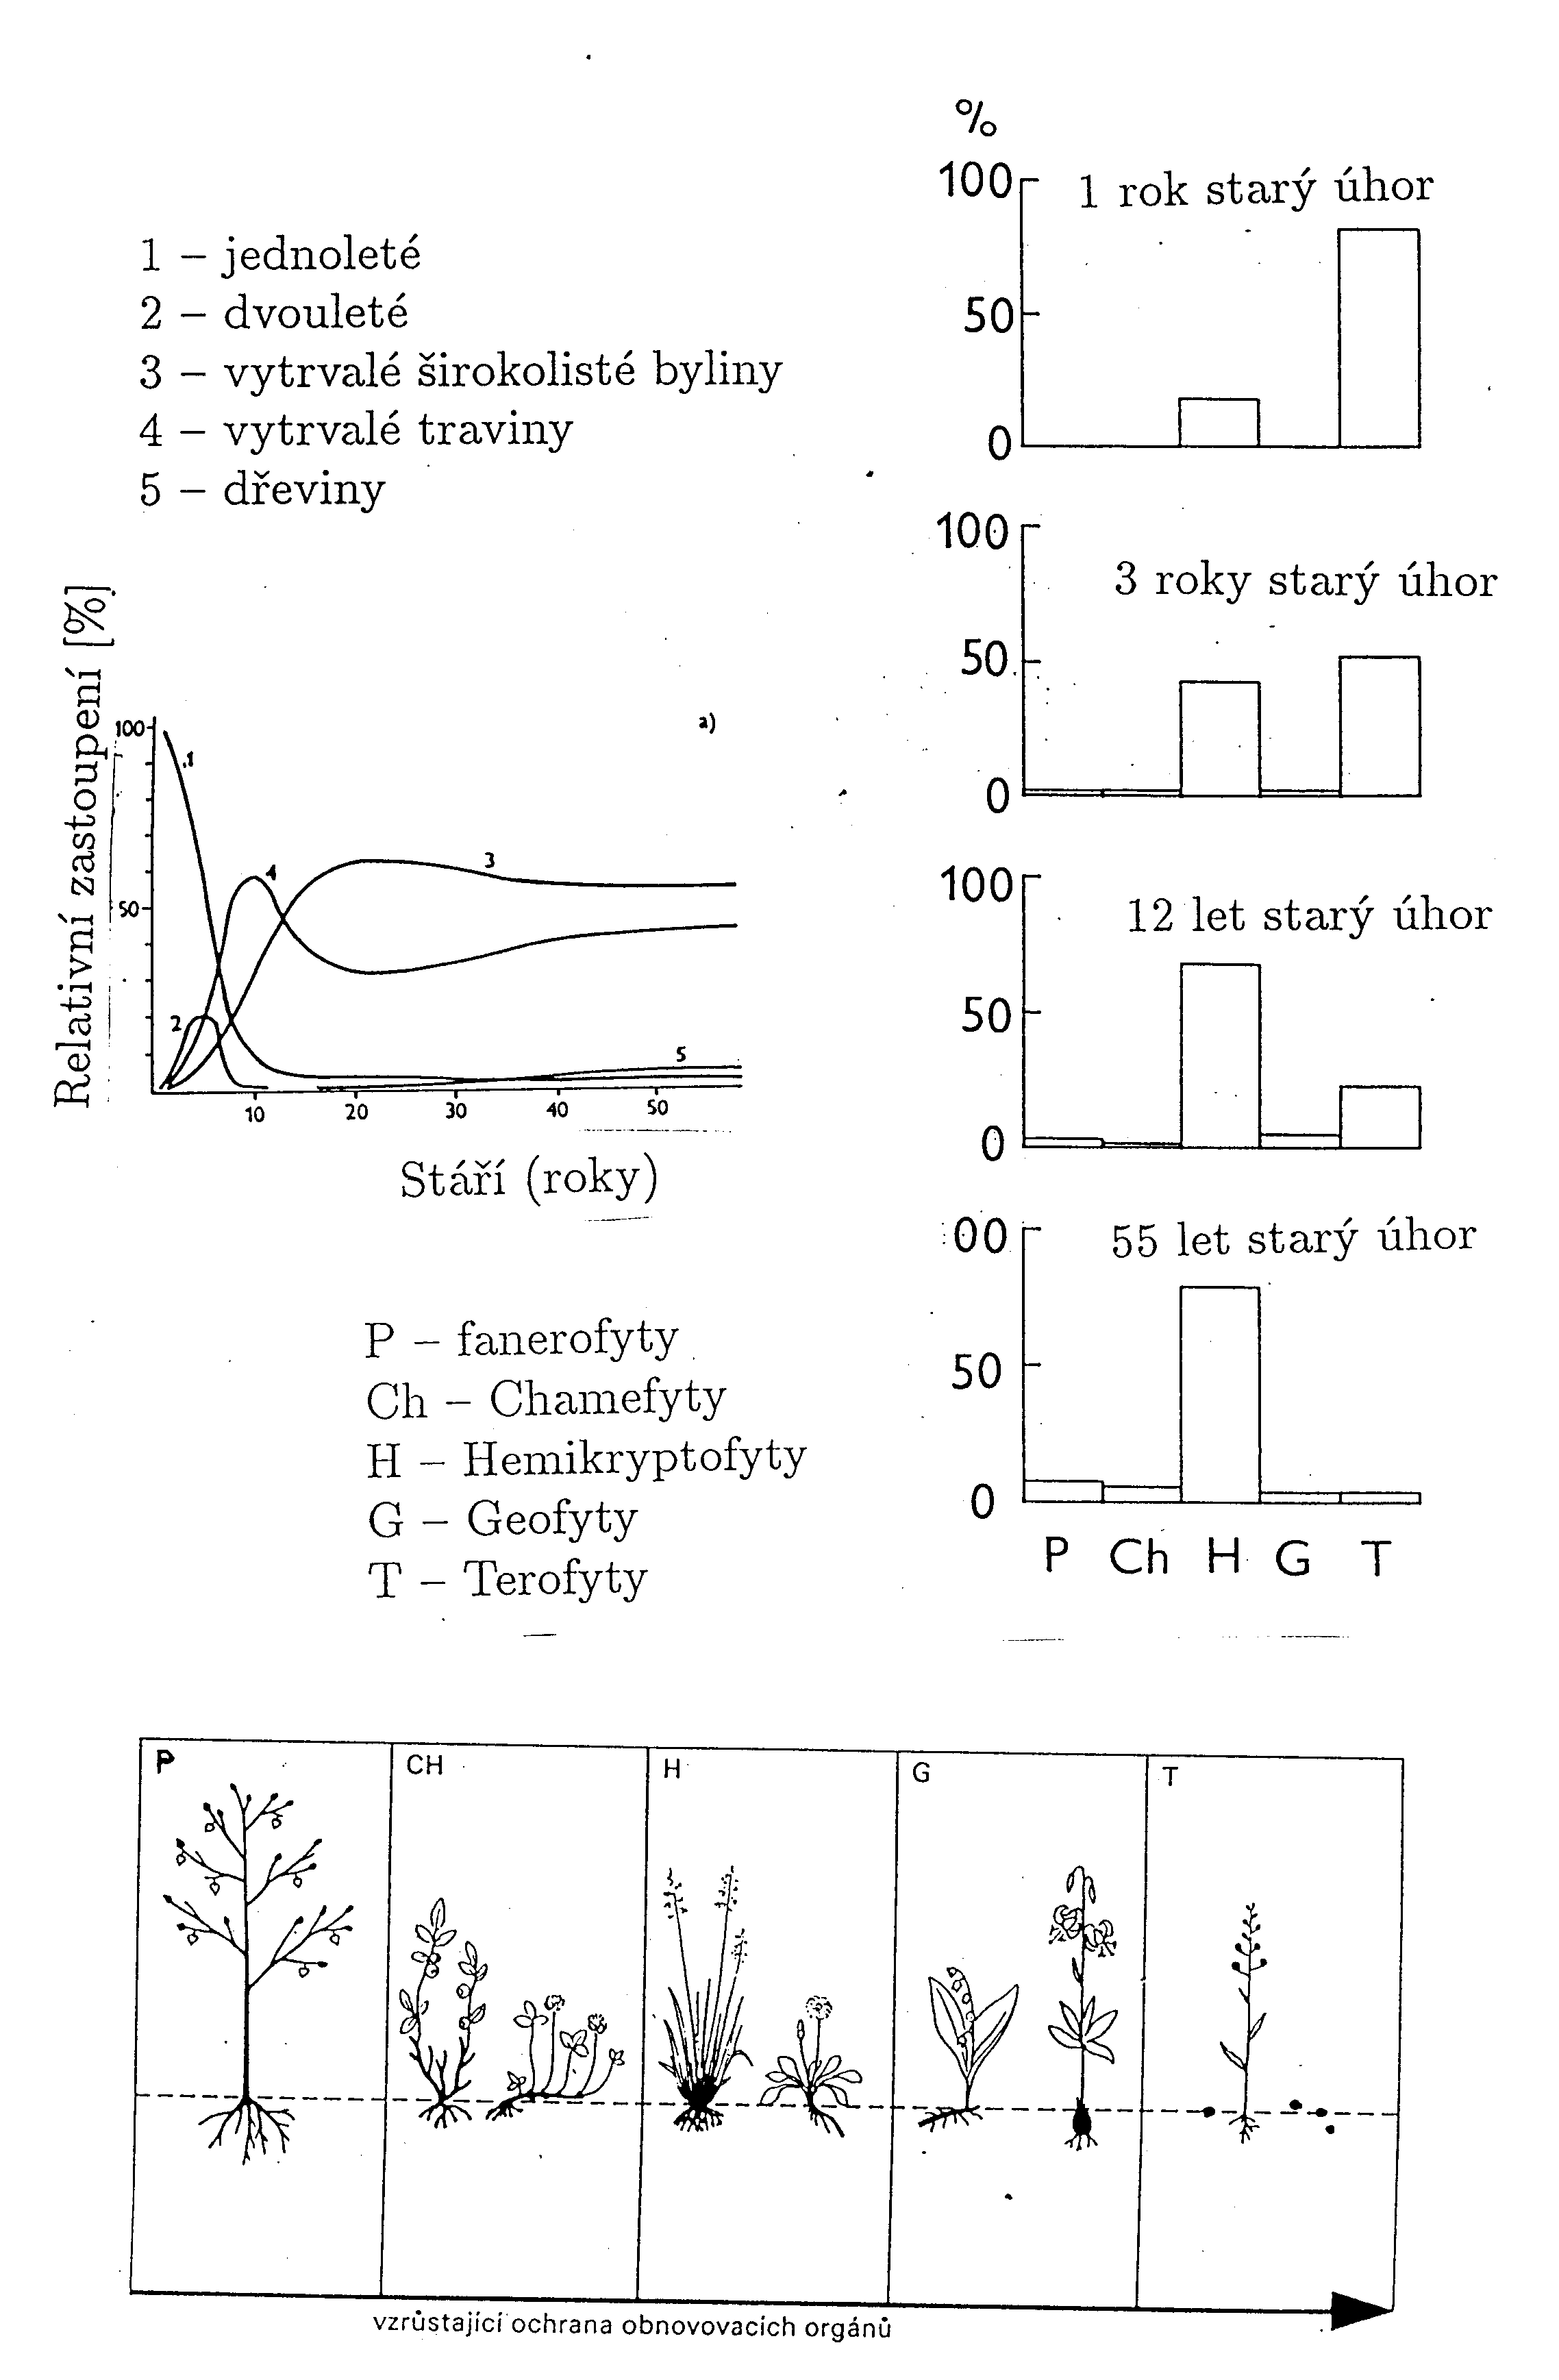 %
100
1 rok starý úhor
50
0
1 – jednoleté
2 – dvouleté
3 – vytrvalé širokolisté byliny
4 – vytrvalé traviny
5 – dřeviny
100
3 roky starý úhor
50
0
Relativní zastoupení [%]
a)
100
1
50
4
3
2
5
10 20 30 40 50
Stáří (roky)
100
12 let starý úhor
50
0
00
55 let starý úhor
50
0
P Ch H G T
P – fanerofyty
Ch – Chamefyty
H – Hemikryptofyty
G – Geofyty
T – Terofyty
P CH H G T
vzrůstající ochrana obnovovacích orgánů